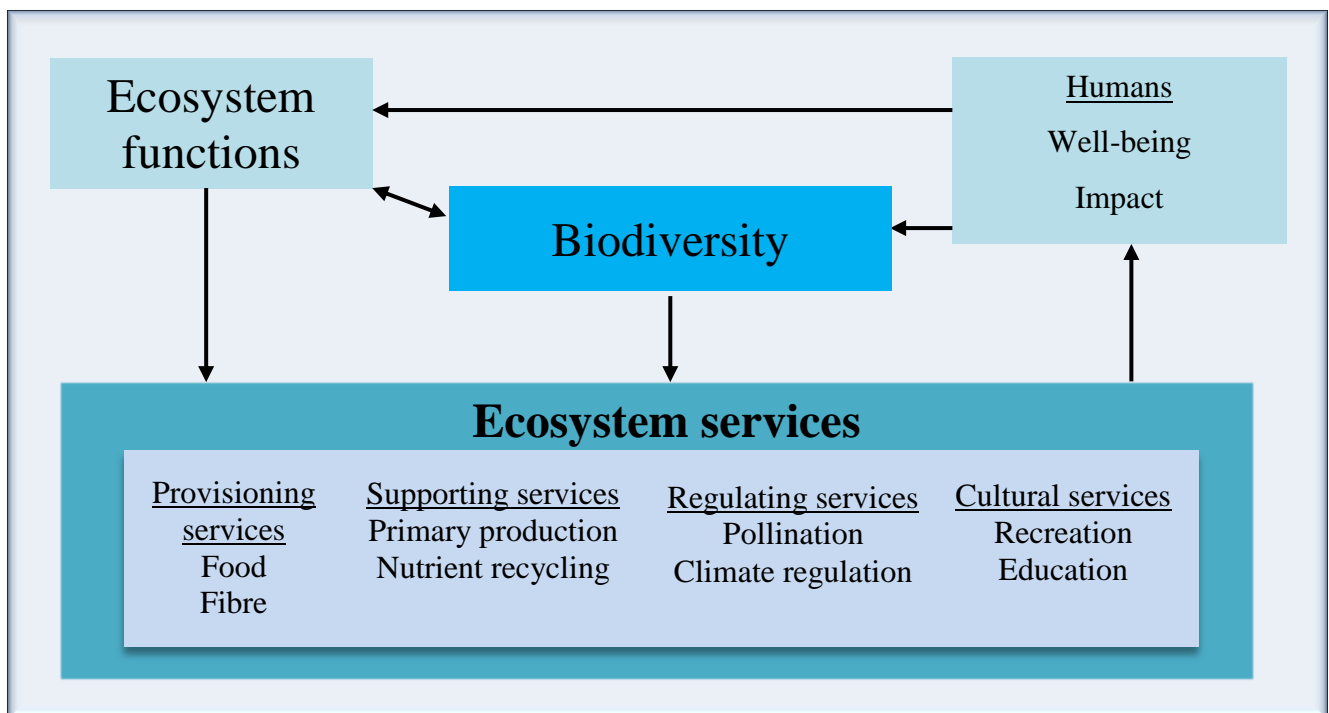 Ecosystem
functions
Humans
Well-being
Impact
Biodiversity
Ecosystem services
Provisioning
services
Food
Fibre
Supporting services
Primary production
Nutrient recycling
Regulating services
Pollination
Climate regulation
Cultural services
Recreation
Education